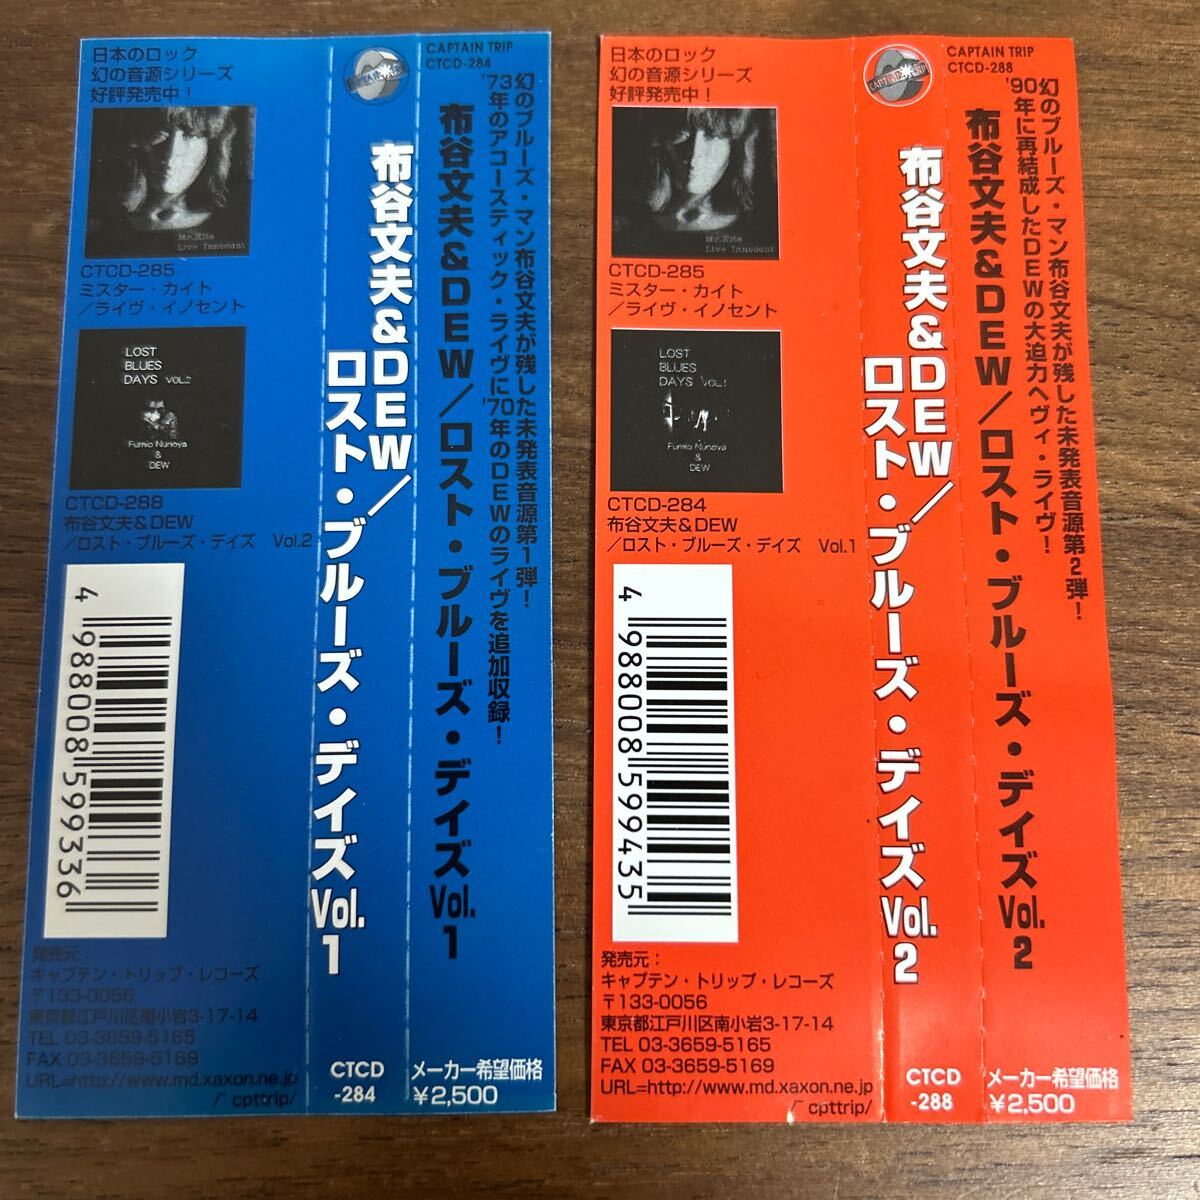 日本のロック
幻の音源シリーズ
好評発売中！
Mr.Kite
Live Innocent
CTCD-285
ミスター・カイト
／ライヴ・イノセント
LOST
BLUES
DAYS VOL.2
Fumio Nunoya
&
DEW
CTCD-288
布谷文夫＆DEW
／ロスト・ブルーズ・デイズ Vol.2
4 988008 599336
発売元：
キャプテン・トリップ・レコーズ
〒133-0056
東京都江戸川区南小岩3-17-14
TEL 03-3659-5165
FAX 03-3659-5169
URL=http://www.md.xaxon.ne.jp
/~cpttrip/
布谷文夫&DEW／
ロスト・ブルーズ・デイズ Vol.1
CTCD
-284
CAPTAIN TRIP
CTCD-284
幻のブルーズ・マン布谷文夫が残した未発表音源第1弾！
'73年のアコースティック・ライヴに'70年のDEWのライヴを追加収録！
布谷文夫&DEW／ロスト・ブルーズ・デイズ Vol.1
メーカー希望価格
¥2,500
日本のロック
幻の音源シリーズ
好評発売中！
Mr.Kite
Live Innocent
CTCD-285
ミスター・カイト
／ライヴ・イノセント
LOST
BLUES
DAYS VOL.1
Fumio Nunoya
&
DEW
CTCD-284
布谷文夫＆DEW
／ロスト・ブルーズ・デイズ Vol.1
4 988008 599435
発売元：
キャプテン・トリップ・レコーズ
〒133-0056
東京都江戸川区南小岩3-17-14
TEL 03-3659-5165
FAX 03-3659-5169
URL=http://www.md.xaxon.ne.jp
/~cpttrip/
CAPTAIN TRIP
布谷文夫&DEW／
ロスト・ブルーズ・デイズ Vol.2
CTCD
-288
CAPTAIN TRIP
CTCD-288
幻のブルーズ・マン布谷文夫が残した未発表音源第2弾！
'90年に再結成したDEWの大迫力ヘヴィ・ライヴ！
布谷文夫&DEW／ロスト・ブルーズ・デイズ Vol.2
メーカー希望価格
¥2,500